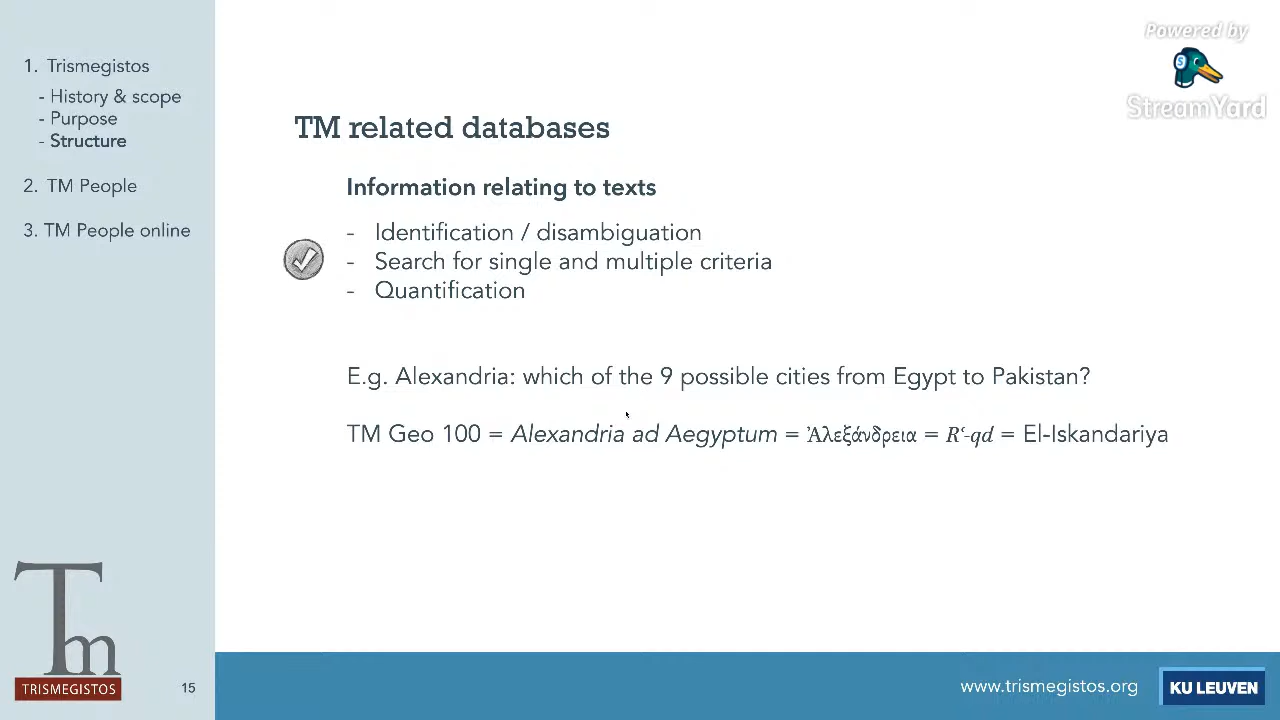 1. Trismegistos
- History & scope
- Purpose
- Structure
2. TM People
3. TM People online
Powered by
StreamYard
TM related databases
Information relating to texts
- Identification / disambiguation
- Search for single and multiple criteria
- Quantification
E.g. Alexandria: which of the 9 possible cities from Egypt to Pakistan?
TM Geo 100 = Alexandria ad Aegyptum = Ἀλεξάνδρεια = Rʿ-qd = El-Iskandariya
Tm
TRISMEGISTOS
15
www.trismegistos.org
KU LEUVEN